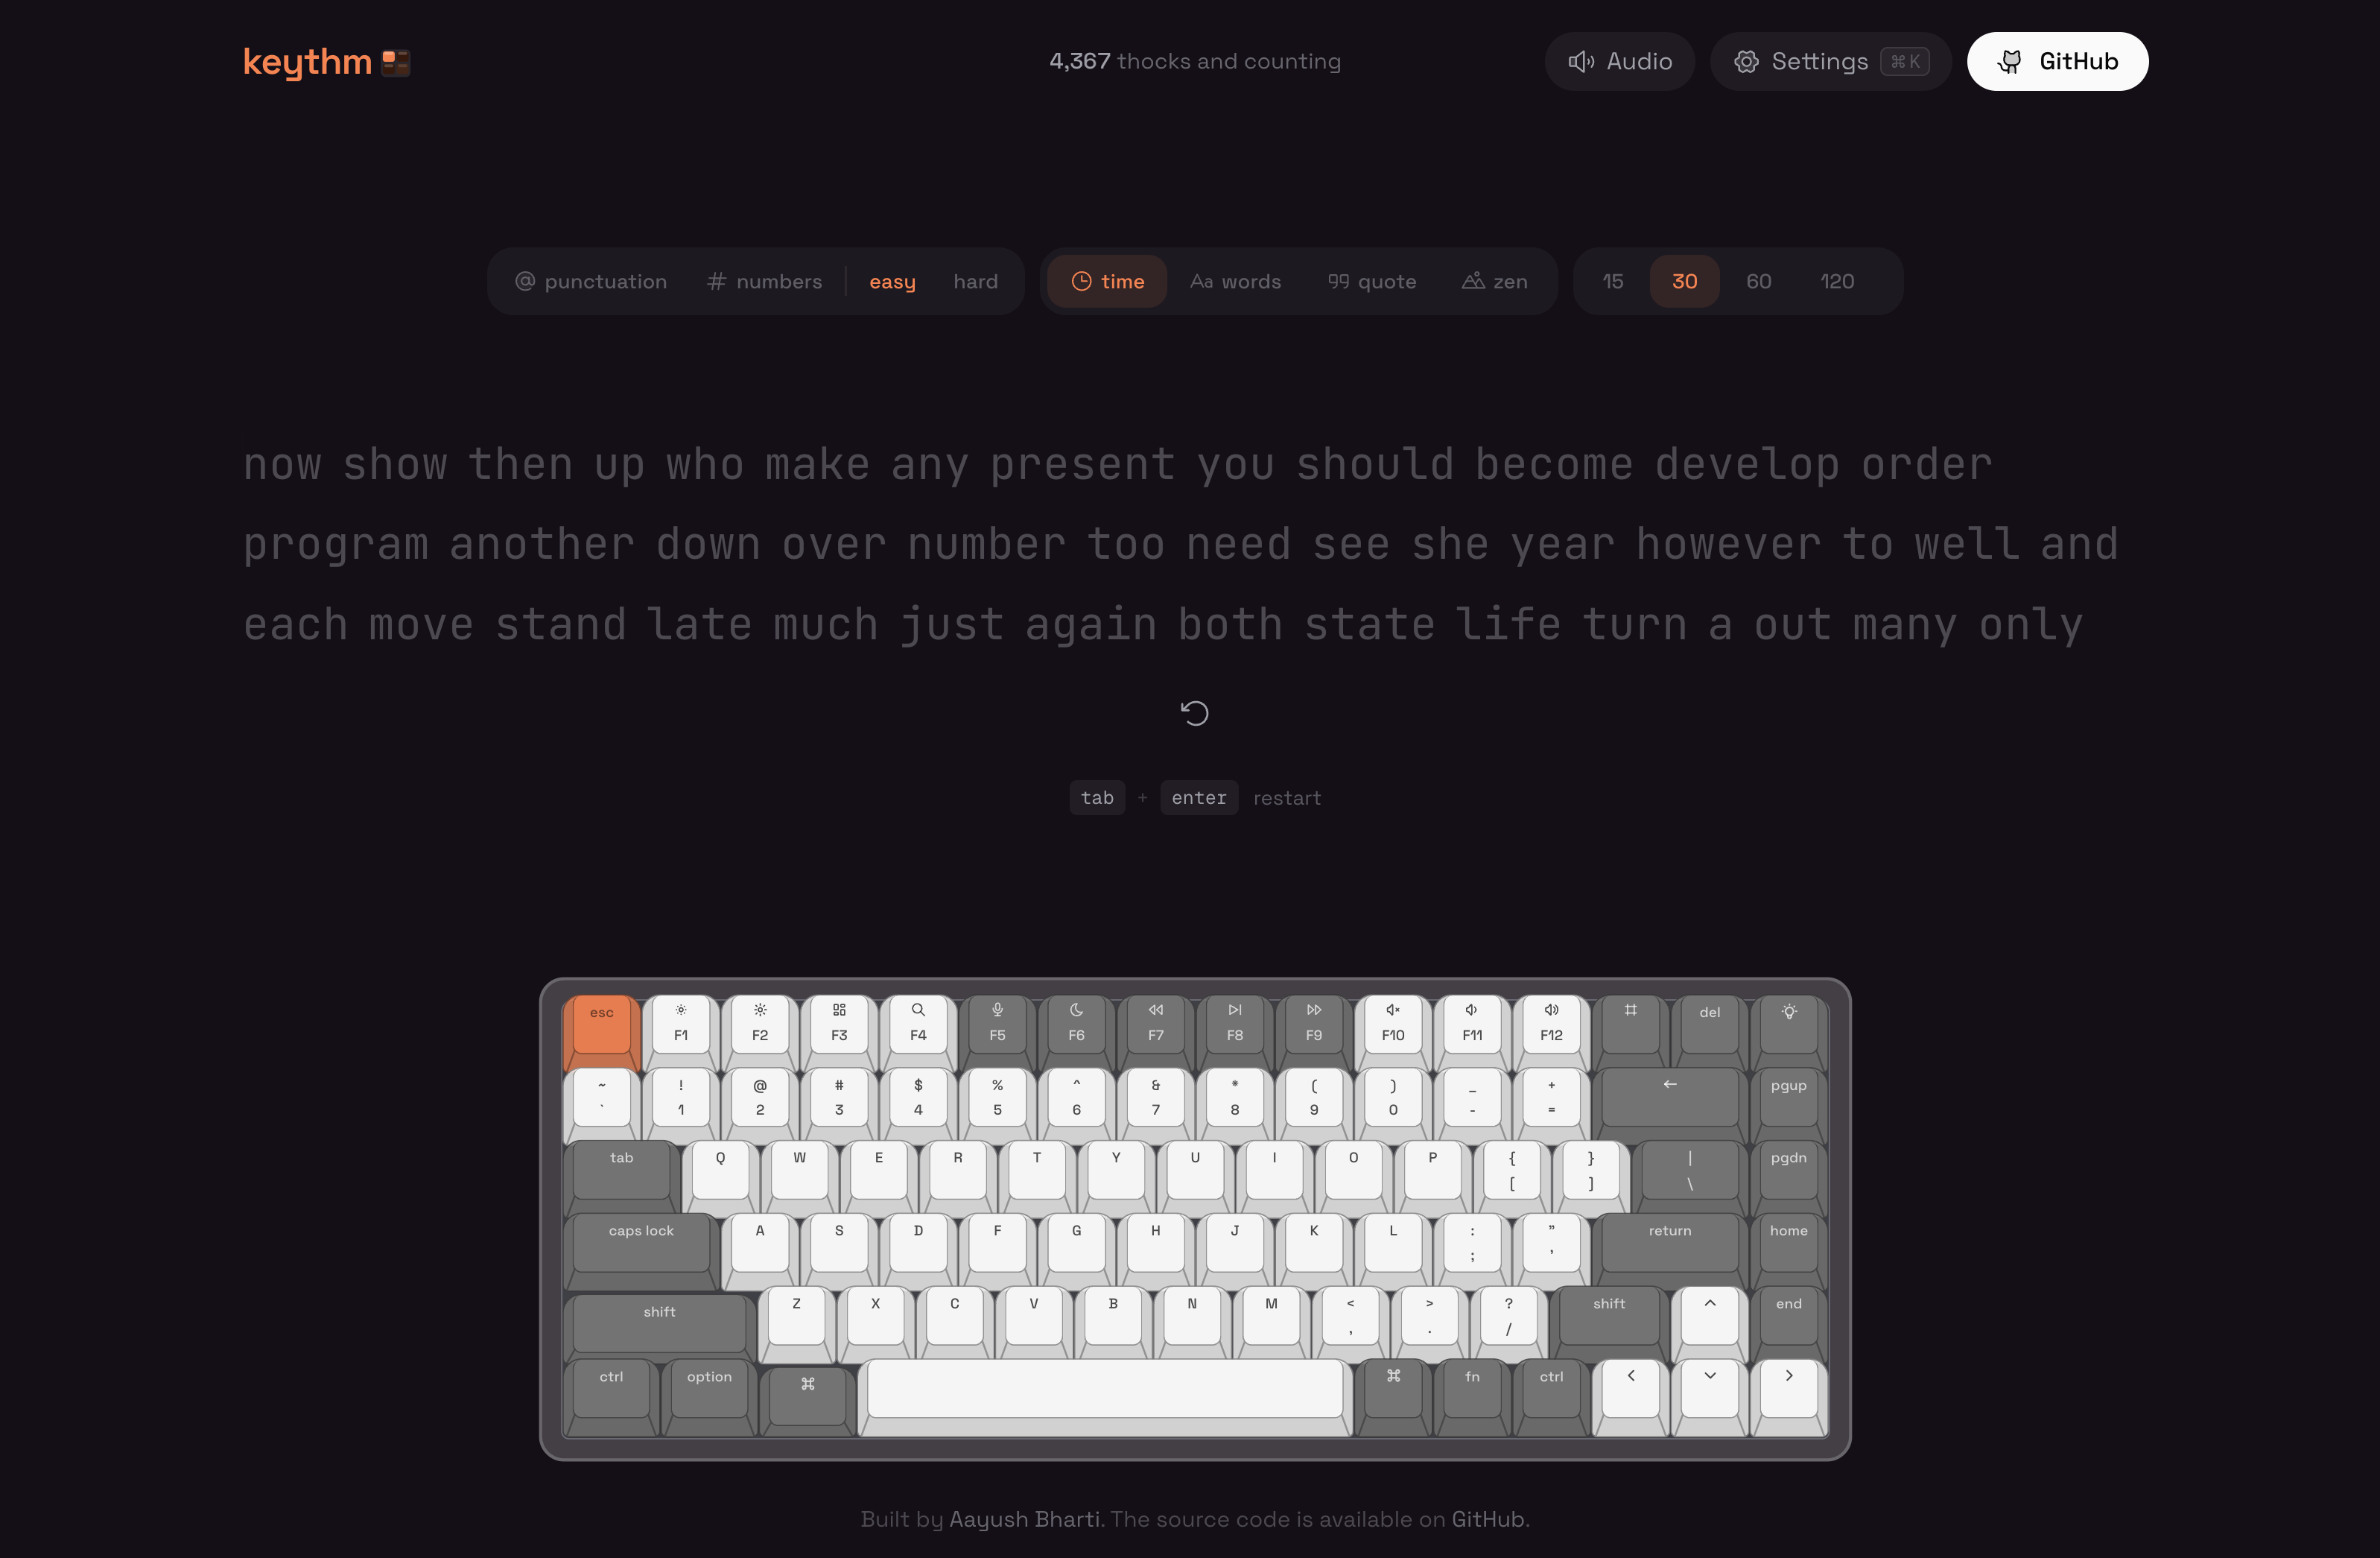 keythm
4,367 thocks and counting
Audio
Settings ⌘ K
GitHub
@ punctuation # numbers easy hard
time Aa words quote zen
15 30 60 120
now show then up who make any present you should become develop order
program another down over number too need see she year however to well and
each move stand late much just again both state life turn a out many only
tab + enter restart
esc F1 F2 F3 F4 F5 F6 F7 F8 F9 F10 F11 F12 del
~ ! @ # $ % ^ & * ( ) _ + ← pgup
` 1 2 3 4 5 6 7 8 9 0 - =
tab Q W E R T Y U I O P { } | pgdn
[ ] \
caps lock A S D F G H J K L : " return home
; '
shift Z X C V B N M < > ? shift ^ end
, . /
ctrl option ⌘ ⌘ fn ctrl < ⌄ >
Built by Aayush Bharti. The source code is available on GitHub.